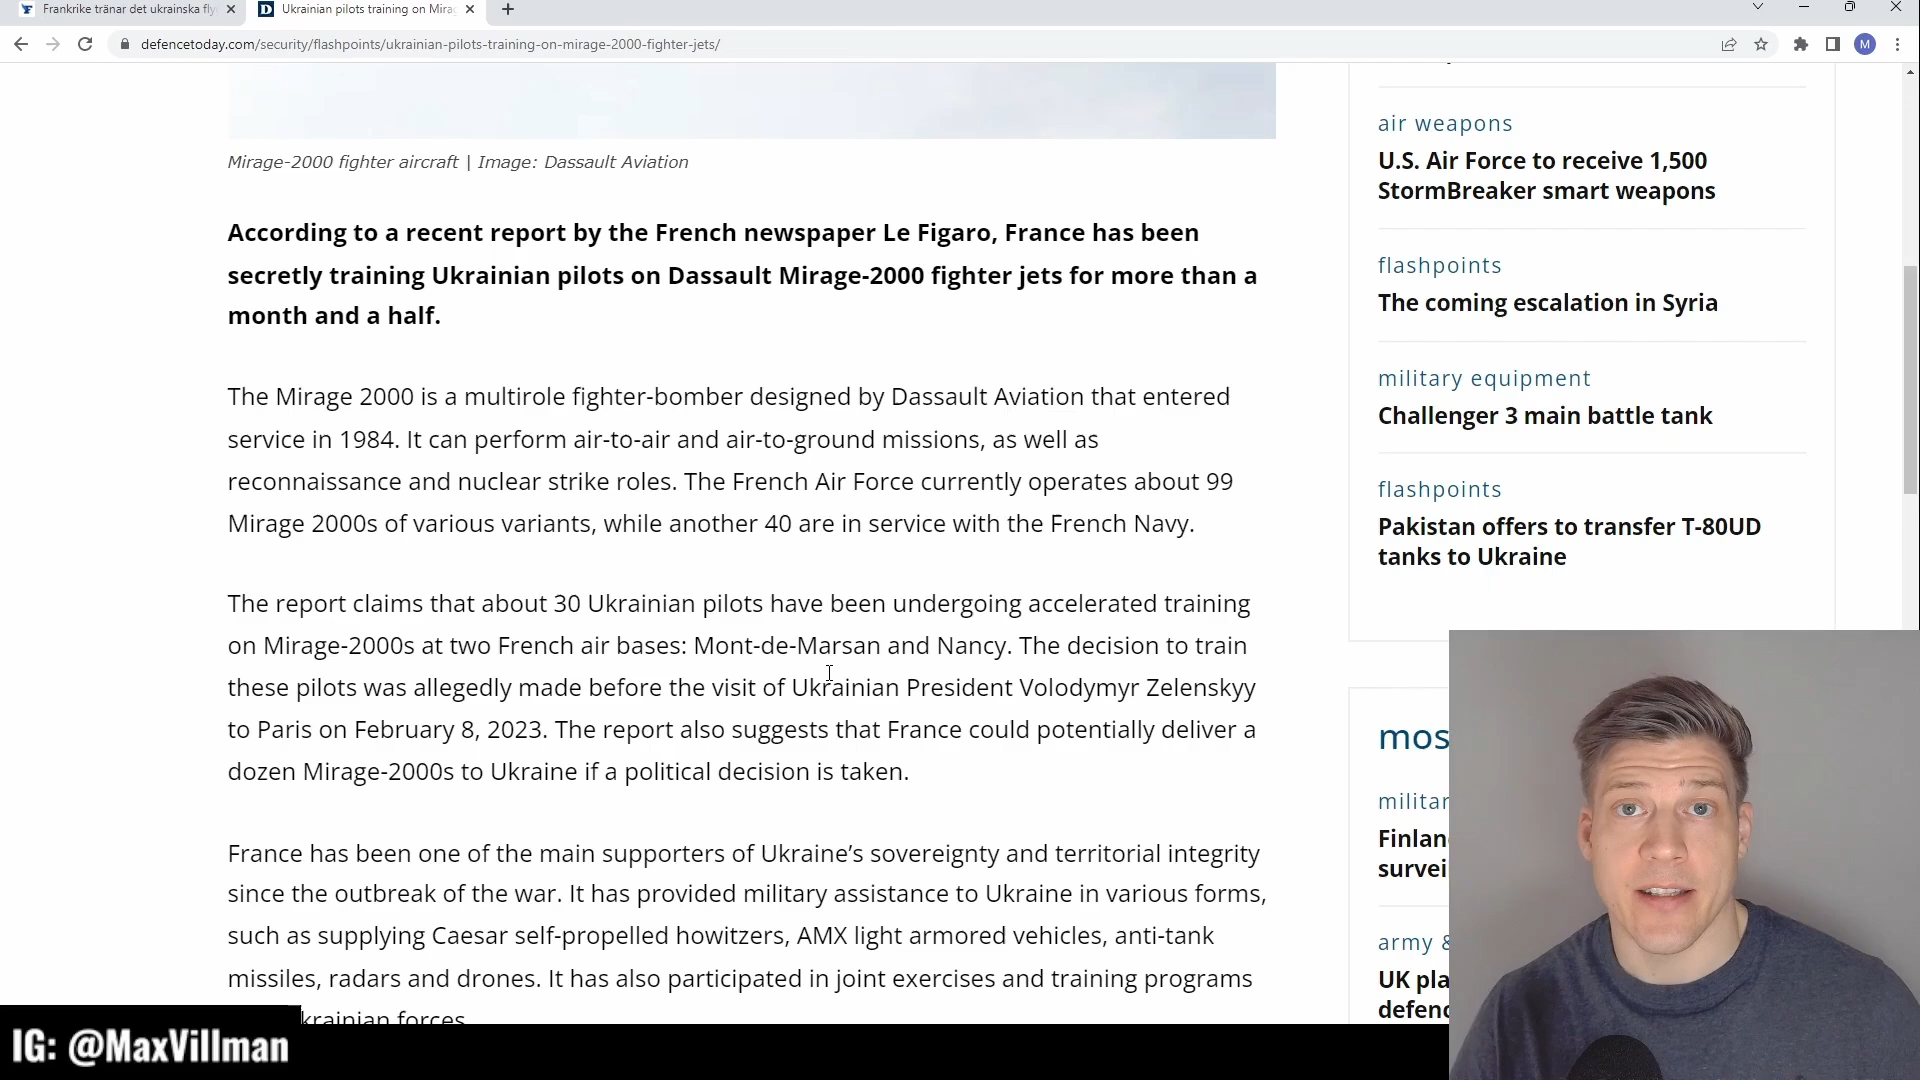 Frankrike tränar det ukrainska fly
Ukrainian pilots training on Mirag
defencetoday.com/security/flashpoints/ukrainian-pilots-training-on-mirage-2000-fighter-jets/
M
Mirage-2000 fighter aircraft | Image: Dassault Aviation
According to a recent report by the French newspaper Le Figaro, France has been
secretly training Ukrainian pilots on Dassault Mirage-2000 fighter jets for more than a
month and a half.
The Mirage 2000 is a multirole fighter-bomber designed by Dassault Aviation that entered
service in 1984. It can perform air-to-air and air-to-ground missions, as well as
reconnaissance and nuclear strike roles. The French Air Force currently operates about 99
Mirage 2000s of various variants, while another 40 are in service with the French Navy.
The report claims that about 30 Ukrainian pilots have been undergoing accelerated training
on Mirage-2000s at two French air bases: Mont-de-Marsan and Nancy. The decision to train
these pilots was allegedly made before the visit of Ukrainian President Volodymyr Zelenskyy
to Paris on February 8, 2023. The report also suggests that France could potentially deliver a
dozen Mirage-2000s to Ukraine if a political decision is taken.
France has been one of the main supporters of Ukraine’s sovereignty and territorial integrity
since the outbreak of the war. It has provided military assistance to Ukraine in various forms,
such as supplying Caesar self-propelled howitzers, AMX light armored vehicles, anti-tank
missiles, radars and drones. It has also participated in joint exercises and training programs
krainian forces.
air weapons
U.S. Air Force to receive 1,500
StormBreaker smart weapons
flashpoints
The coming escalation in Syria
military equipment
Challenger 3 main battle tank
flashpoints
Pakistan offers to transfer T-80UD
tanks to Ukraine
mos
militar
Finlan
survei
army &
UK pla
defenc
IG: @MaxVillman